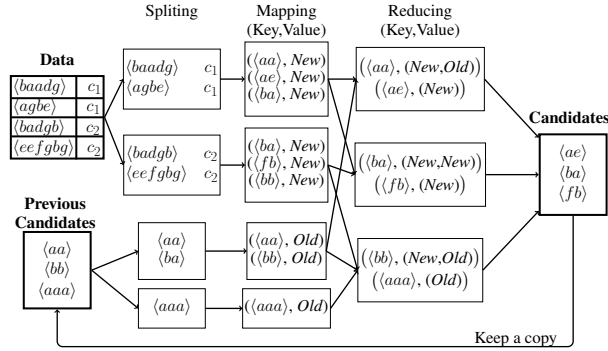 Spliting
Mapping
(Key,Value)
Reducing
(Key,Value)
Data
⟨baadg⟩ c₁
⟨agbe⟩ c₁
⟨badgb⟩ c₂
⟨eefgbg⟩ c₂
⟨baadg⟩ c₁
⟨agbe⟩ c₁
⟨badgb⟩ c₂
⟨eefgbg⟩ c₂
(⟨aa⟩, New)
(⟨ae⟩, New)
(⟨ba⟩, New)
(⟨ba⟩, New)
(⟨fb⟩, New)
(⟨bb⟩, New)
(⟨aa⟩, (New,Old))
(⟨ae⟩, (New))
(⟨ba⟩, (New,New))
(⟨fb⟩, (New))
(⟨bb⟩, (New,Old))
(⟨aaa⟩, (Old))
Candidates
⟨ae⟩
⟨ba⟩
⟨fb⟩
Previous
Candidates
⟨aa⟩
⟨bb⟩
⟨aaa⟩
⟨aa⟩
⟨ba⟩
⟨aaa⟩
(⟨aa⟩, Old)
(⟨bb⟩, Old)
(⟨aaa⟩, Old)
Keep a copy